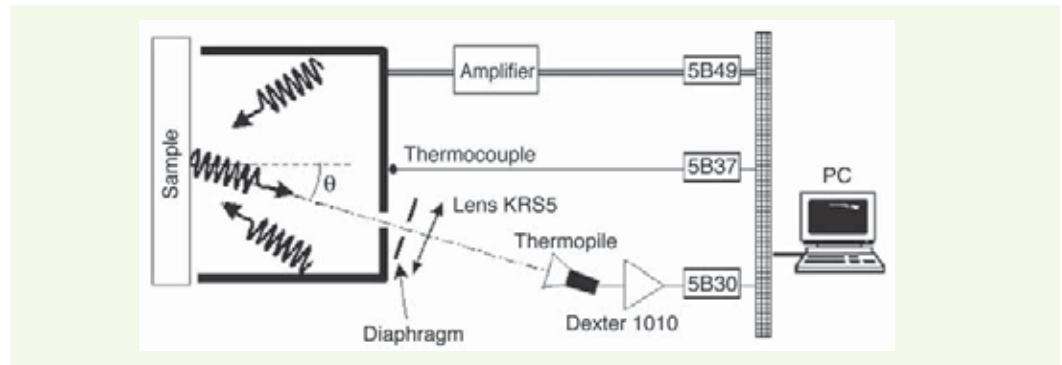 Amplifier
5B49
Sample
Thermocouple
5B37
θ
Lens KRS5
PC
Thermopile
5B30
Dexter 1010
Diaphragm